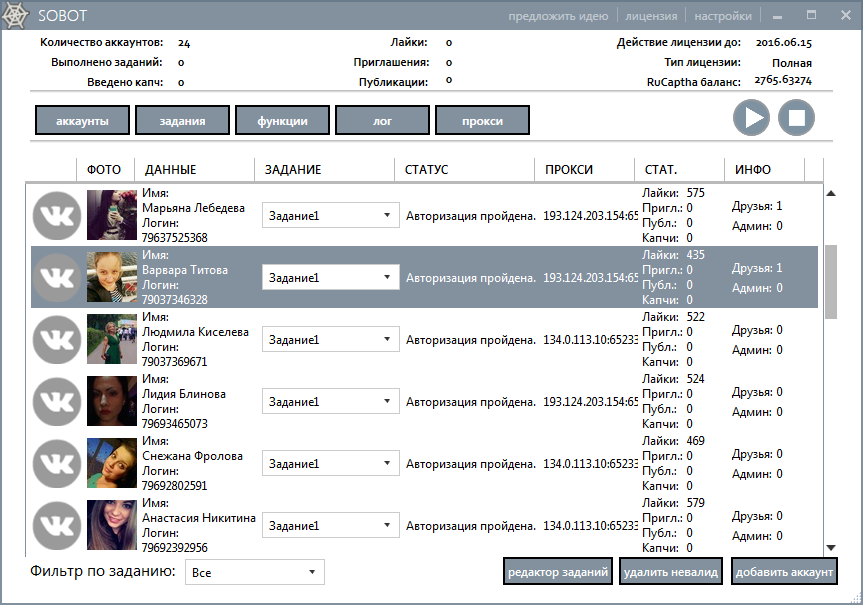 SOBOT
предложить идею лицензия настройки
Количество аккаунтов: 24 Лайки: 0 Действие лицензии до: 2016.06.15
Выполнено заданий: 0 Приглашения: 0 Тип лицензии: Полная
Введено капч: 0 Публикации: 0 RuCaptha баланс: 2765.63274
аккаунты задания функции лог прокси
ФОТО ДАННЫЕ ЗАДАНИЕ СТАТУС ПРОКСИ СТАТ. ИНФО
Имя:
Марьяна Лебедева
Логин:
79637525368
Задание1
Авторизация пройдена.
193.124.203.154:65
Лайки: 575
Пригл.: 0
Публ.: 0
Капчи: 0
Друзья: 1
Админ: 0
Имя:
Варвара Титова
Логин:
79037346328
Задание1
Авторизация пройдена.
193.124.203.154:65
Лайки: 435
Пригл.: 0
Публ.: 0
Капчи: 0
Друзья: 1
Админ: 0
Имя:
Людмила Киселева
Логин:
79037369671
Задание1
Авторизация пройдена.
134.0.113.10:65233
Лайки: 522
Пригл.: 0
Публ.: 0
Капчи: 0
Друзья: 0
Админ: 0
Имя:
Лидия Блинова
Логин:
79693465073
Задание1
Авторизация пройдена.
193.124.203.154:65
Лайки: 524
Пригл.: 0
Публ.: 0
Капчи: 0
Друзья: 0
Админ: 0
Имя:
Снежана Фролова
Логин:
79692802591
Задание1
Авторизация пройдена.
134.0.113.10:65233
Лайки: 469
Пригл.: 0
Публ.: 0
Капчи: 0
Друзья: 0
Админ: 0
Имя:
Анастасия Никитина
Логин:
79692392956
Задание1
Авторизация пройдена.
134.0.113.10:65233
Лайки: 579
Пригл.: 0
Публ.: 0
Капчи: 0
Друзья: 0
Админ: 0
Фильтр по заданию: Все
редактор заданий удалить невалид добавить аккаунт